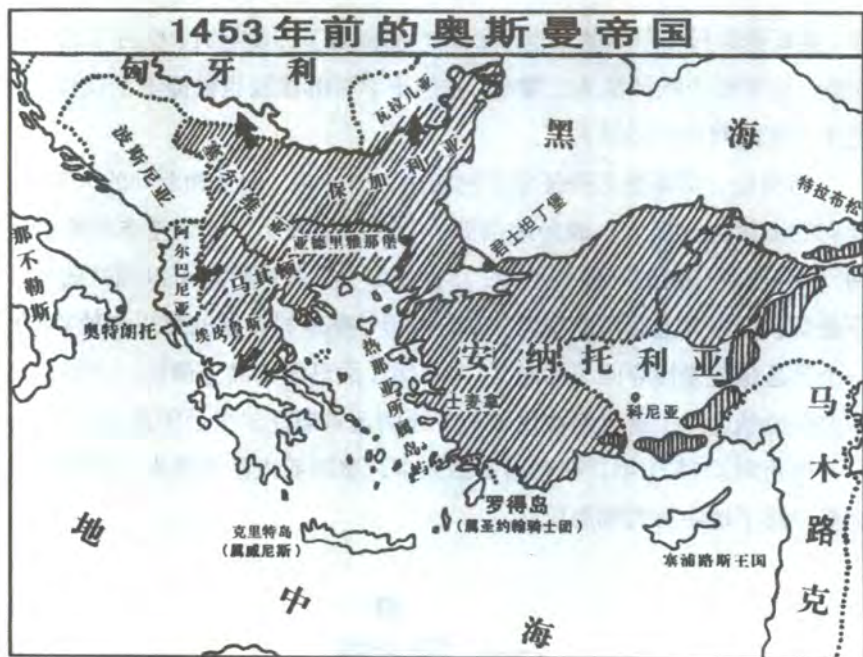 1453年前的奥斯曼帝国
匈牙利
瓦拉几亚
黑海
波斯尼亚
塞尔维亚
保加利亚
特拉布松
君士坦丁堡
那不勒斯
阿尔巴尼亚
亚德里雅那堡
马其顿
奥特朗托
埃皮鲁斯
热那亚所属岛屿
安纳托利亚
士麦拿
科尼亚
马木路克
罗得岛
(属圣约翰骑士团)
克里特岛
(属威尼斯)
塞浦路斯王国
地中海